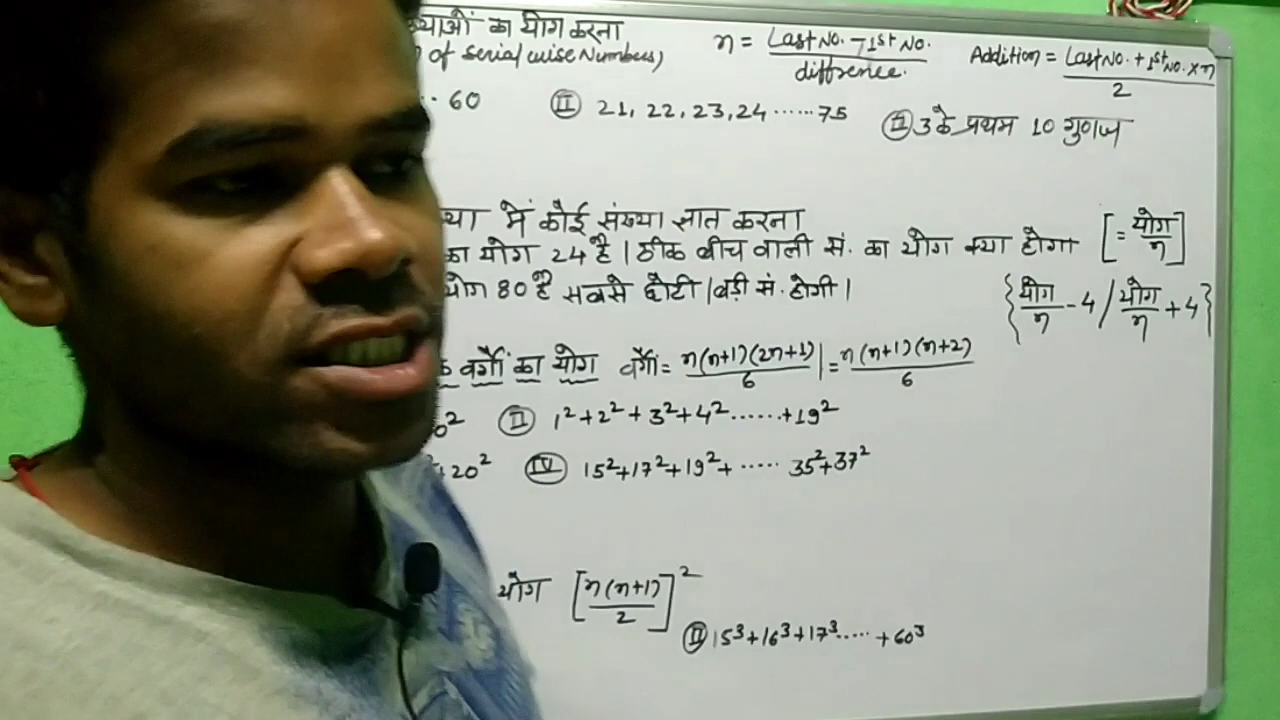 का योग करना
of Serial wise Numbers, n = Last No. - 1st No. / difference. Addition = Last No. + 1st No. × n / 2
60 (II) 21, 22, 23, 24 ...... 75 (II) 3 के प्रथम 10 गुणज
में कोई संख्या ज्ञात करना
का योग 24 है। ठीक बीच वाली सं. का योग क्या होगा [= योग / n]
योग 80 है सबसे छोटी / बड़ी सं. होगी। {योग / n - 4 / योग / n + 4}
वर्गों का योग वर्गों = n(n+1)(2n+1) / 6 | = n(n+1)(n+2) / 6
(II) 1² + 2² + 3² + 4² ...... + 19²
+20² (IV) 15² + 17² + 19² + ..... 35² + 37²
योग [n(n+1) / 2]²
(II) 15³ + 16³ + 17³ ..... + 60³